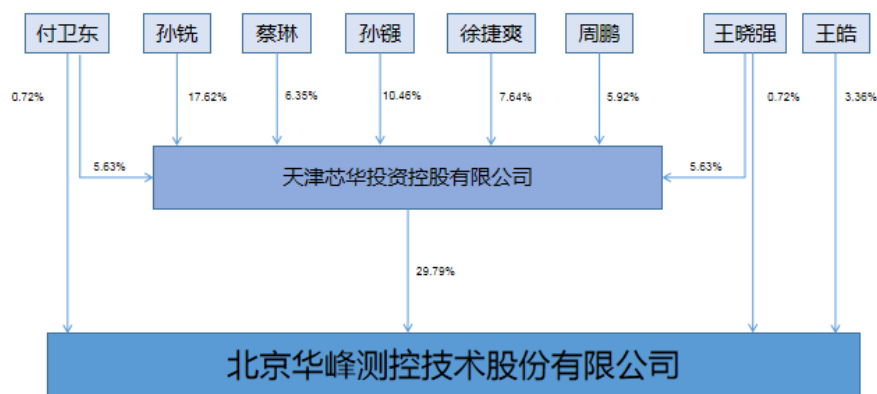 付卫东
孙铣
蔡琳
孙镪
徐捷爽
周鹏
王晓强
王皓
0.72%
17.62%
6.35%
10.46%
7.64%
5.92%
0.72%
3.36%
5.63%
天津芯华投资控股有限公司
5.63%
29.79%
北京华峰测控技术股份有限公司